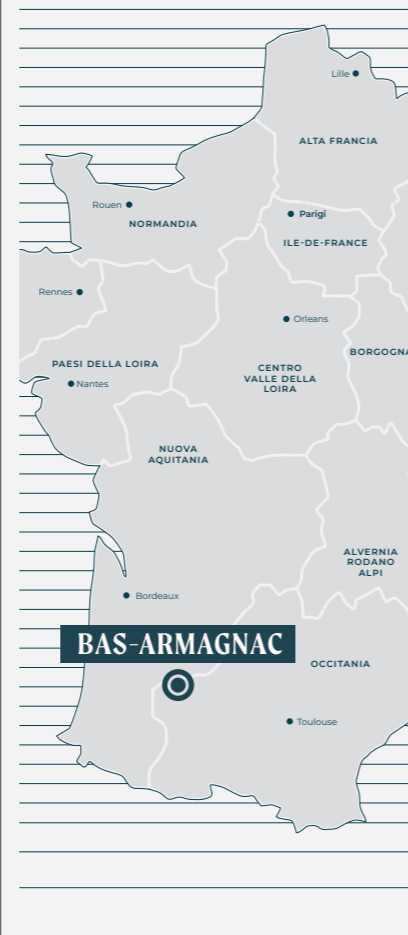 Lille
ALTA FRANCIA
Rouen
NORMANDIA
Parigi
ILE-DE-FRANCE
Rennes
Orleans
BORGOGNA
PAESI DELLA LOIRA
Nantes
CENTRO
VALLE DELLA
LOIRA
NUOVA
AQUITANIA
ALVERNIA
RODANO
ALPI
Bordeaux
BAS-ARMAGNAC
OCCITANIA
Toulouse